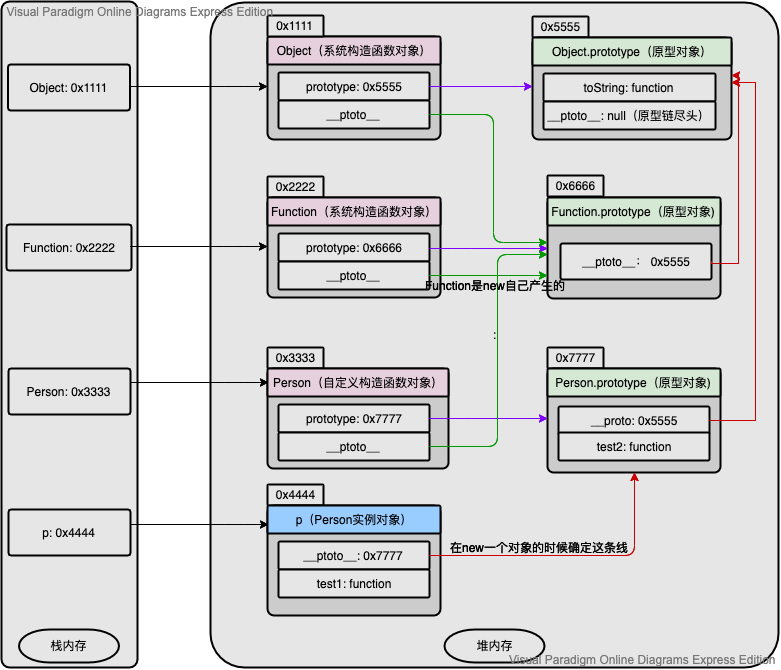 Visual Paradigm Online Diagrams Express Edition
Object: 0x1111
Function: 0x2222
Person: 0x3333
p: 0x4444
栈内存
0x1111
Object（系统构造函数对象）
prototype: 0x5555
__ptoto__
0x5555
Object.prototype（原型对象）
toString: function
__ptoto__: null（原型链尽头）
0x2222
Function（系统构造函数对象）
prototype: 0x6666
__ptoto__
Function是new自己产生的
0x6666
Function.prototype（原型对象）
__ptoto__： 0x5555
:
0x3333
Person（自定义构造函数对象）
prototype: 0x7777
__ptoto__
0x7777
Person.prototype（原型对象）
__proto: 0x5555
test2: function
0x4444
p（Person实例对象）
__ptoto__: 0x7777
test1: function
在new一个对象的时候确定这条线
堆内存
Visual Paradigm Online Diagrams Express Edition